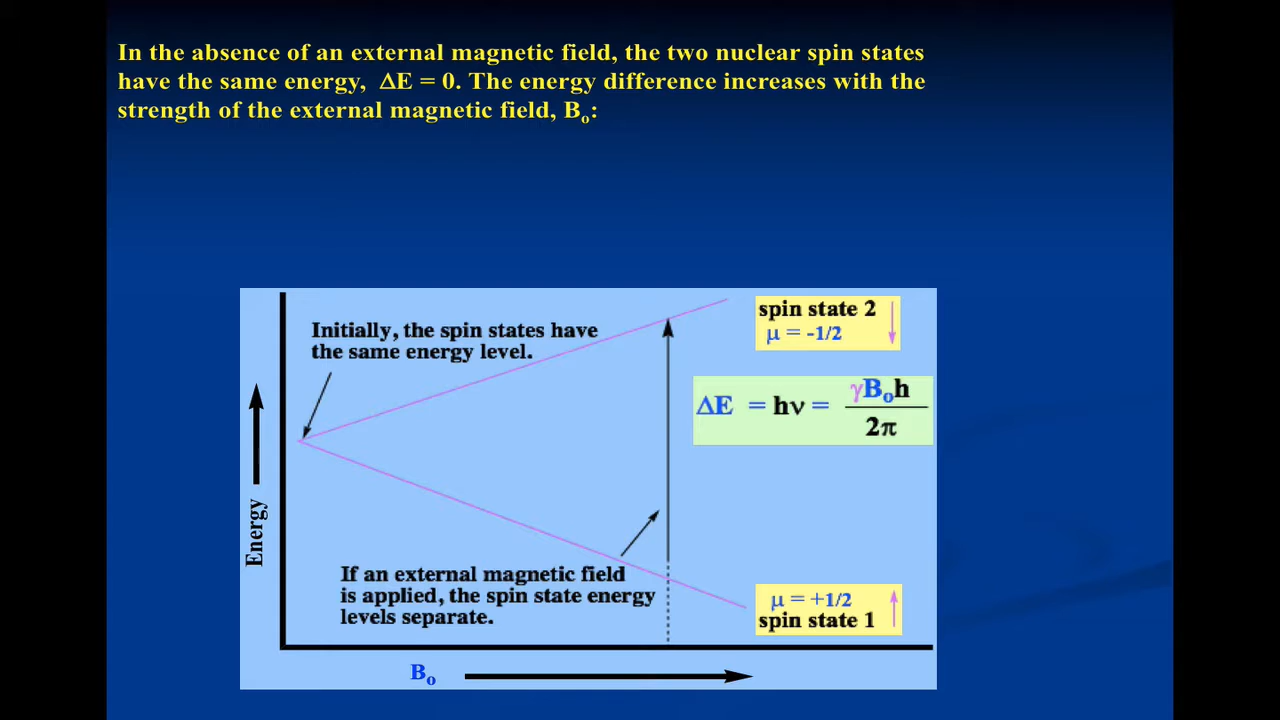 In the absence of an external magnetic field, the two nuclear spin states
have the same energy, ΔE = 0. The energy difference increases with the
strength of the external magnetic field, Bₒ:
Initially, the spin states have
the same energy level.
spin state 2
μ = -1/2
ΔE = hν = γBₒh
2π
Energy
If an external magnetic field
is applied, the spin state energy
levels separate.
μ = +1/2
spin state 1
Bₒ